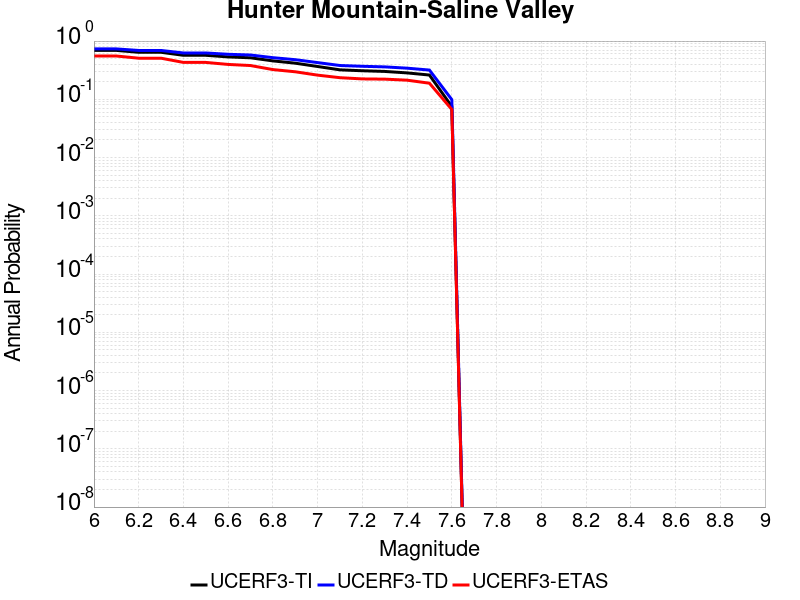 Hunter Mountain-Saline Valley
10^0
10^-1
10^-2
10^-3
10^-4
10^-5
10^-6
10^-7
10^-8
Annual Probability
6 6.2 6.4 6.6 6.8 7 7.2 7.4 7.6 7.8 8 8.2 8.4 8.6 8.8 9
Magnitude
UCERF3-TI UCERF3-TD UCERF3-ETAS